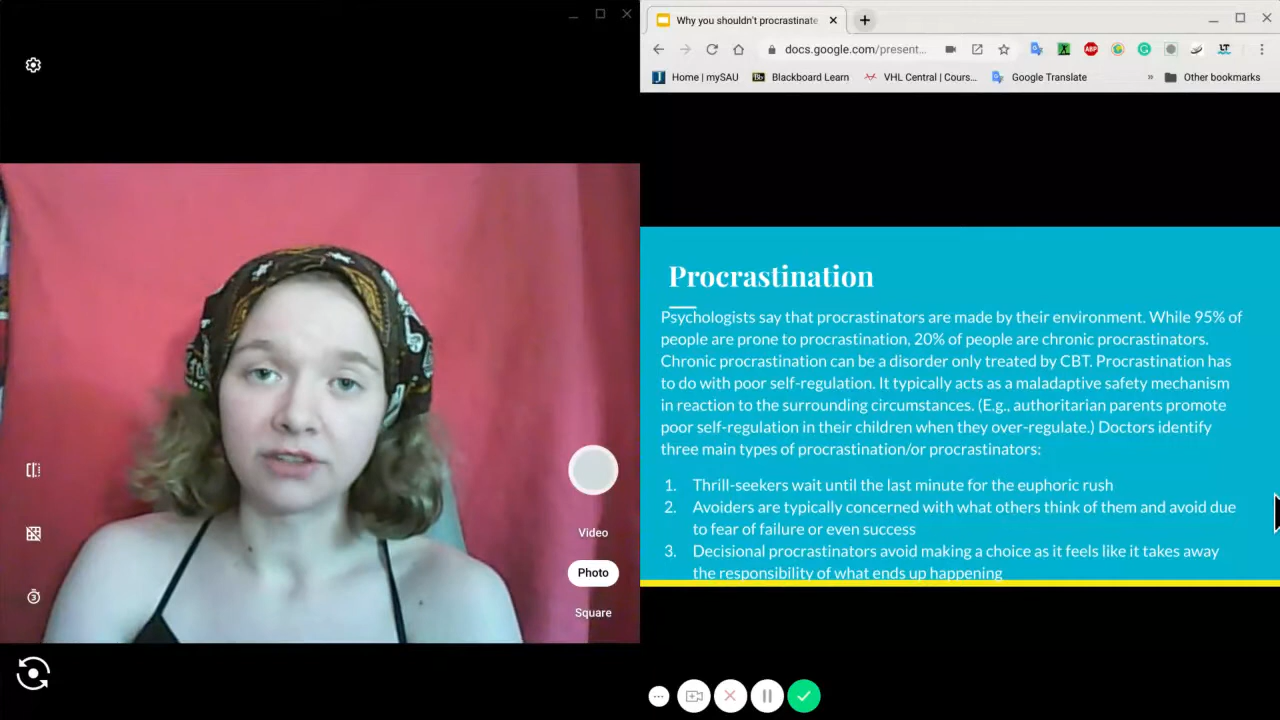 Video
Photo
Square
Why you shouldn't procrastinate
docs.google.com/present...
Home | mySAU
Bb
Blackboard Learn
VHL Central | Cours...
Google Translate
»
Other bookmarks
ABP
LT
Procrastination
Psychologists say that procrastinators are made by their environment. While 95% of
people are prone to procrastination, 20% of people are chronic procrastinators.
Chronic procrastination can be a disorder only treated by CBT. Procrastination has
to do with poor self-regulation. It typically acts as a maladaptive safety mechanism
in reaction to the surrounding circumstances. (E.g., authoritarian parents promote
poor self-regulation in their children when they over-regulate.) Doctors identify
three main types of procrastination/or procrastinators:
1. Thrill-seekers wait until the last minute for the euphoric rush
2. Avoiders are typically concerned with what others think of them and avoid due
to fear of failure or even success
3. Decisional procrastinators avoid making a choice as it feels like it takes away
the responsibility of what ends up happening